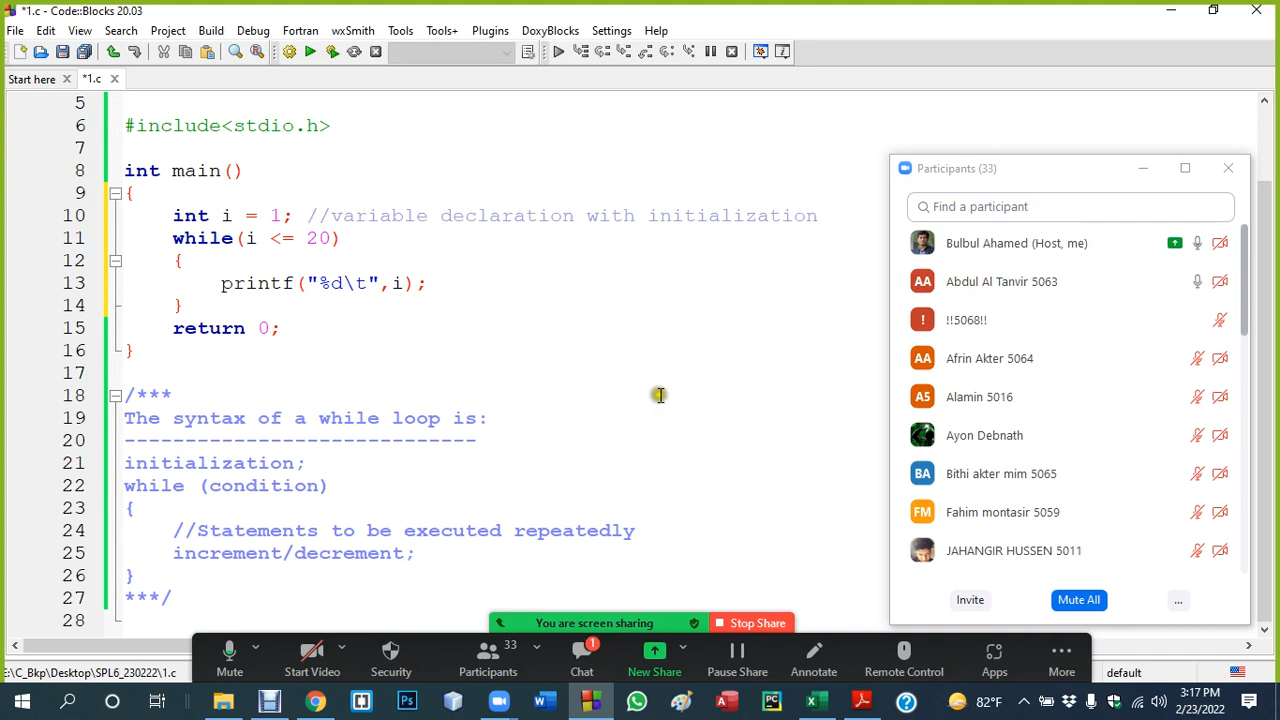 *1.c - Code::Blocks 20.03
File Edit View Search Project Build Debug Fortran wxSmith Tools Tools+ Plugins DoxyBlocks Settings Help
Start here *1.c
5
6 #include<stdio.h>
7
8 int main()
9 {
10 int i = 1; //variable declaration with initialization
11 while(i <= 20)
12 {
13 printf("%d\t",i);
14 }
15 return 0;
16 }
17
18 /***
19 The syntax of a while loop is:
20 -----------------------------
21 initialization;
22 while (condition)
23 {
24 //Statements to be executed repeatedly
25 increment/decrement;
26 }
27 ***/
28
Participants (33)
Find a participant
Bulbul Ahamed (Host, me)
AA Abdul Al Tanvir 5063
! !!5068!!
AA Afrin Akter 5064
A5 Alamin 5016
Ayon Debnath
BA Bithi akter mim 5065
FM Fahim montasir 5059
JAHANGIR HUSSEN 5011
Invite Mute All ...
You are screen sharing Stop Share
33 1
Mute Start Video Security Participants Chat New Share Pause Share Annotate Remote Control Apps More
E:\C_Bkp\Desktop\SPL6_230222\1.c default
82°F 3:17 PM
2/23/2022